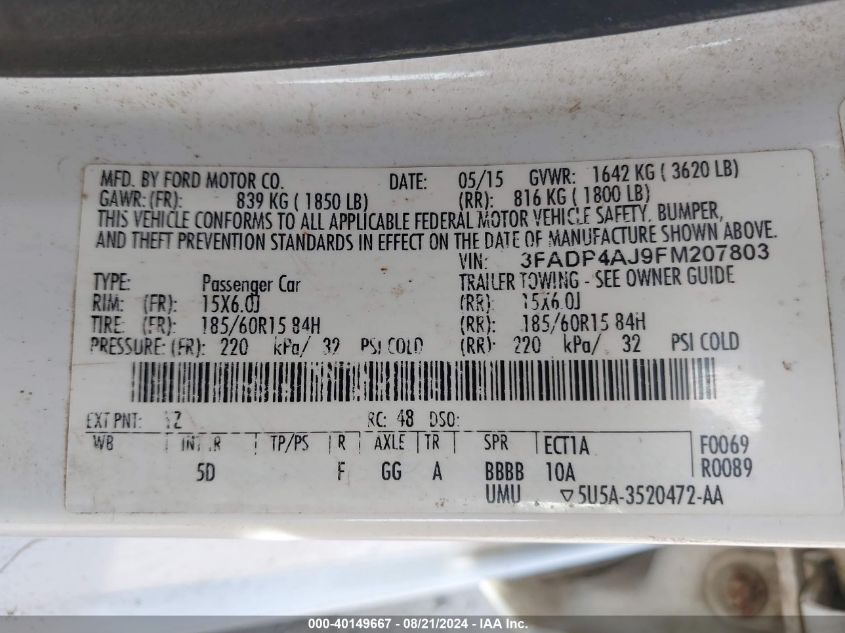 MFD. BY FORD MOTOR CO. DATE: 05/15 GVWR: 1642 KG ( 3620 LB)
GAWR: (FR): 839 KG ( 1850 LB) (RR): 816 KG ( 1800 LB)
THIS VEHICLE CONFORMS TO ALL APPLICABLE FEDERAL MOTOR VEHICLE SAFETY, BUMPER,
AND THEFT PREVENTION STANDARDS IN EFFECT ON THE DATE OF MANUFACTURE SHOWN ABOVE.
VIN: 3FADP4AJ9FM207803
TYPE: Passenger Car TRAILER TOWING - SEE OWNER GUIDE
RIM: (FR): 15X6.0J (RR): 15X6.0J
TIRE: (FR): 185/60R15 84H (RR): 185/60R15 84H
PRESSURE: (FR): 220 kPa/ 32 PSI COLD (RR): 220 kPa/ 32 PSI COLD
EXT PNT: YZ RC: 48 DSO:
WB INT TR TP/PS R AXLE TR SPR ECT1A F0069
5D F GG A BBBB 10A R0089
UMU ▽5U5A-3520472-AA
000-40149667 - 08/21/2024 - IAA Inc.